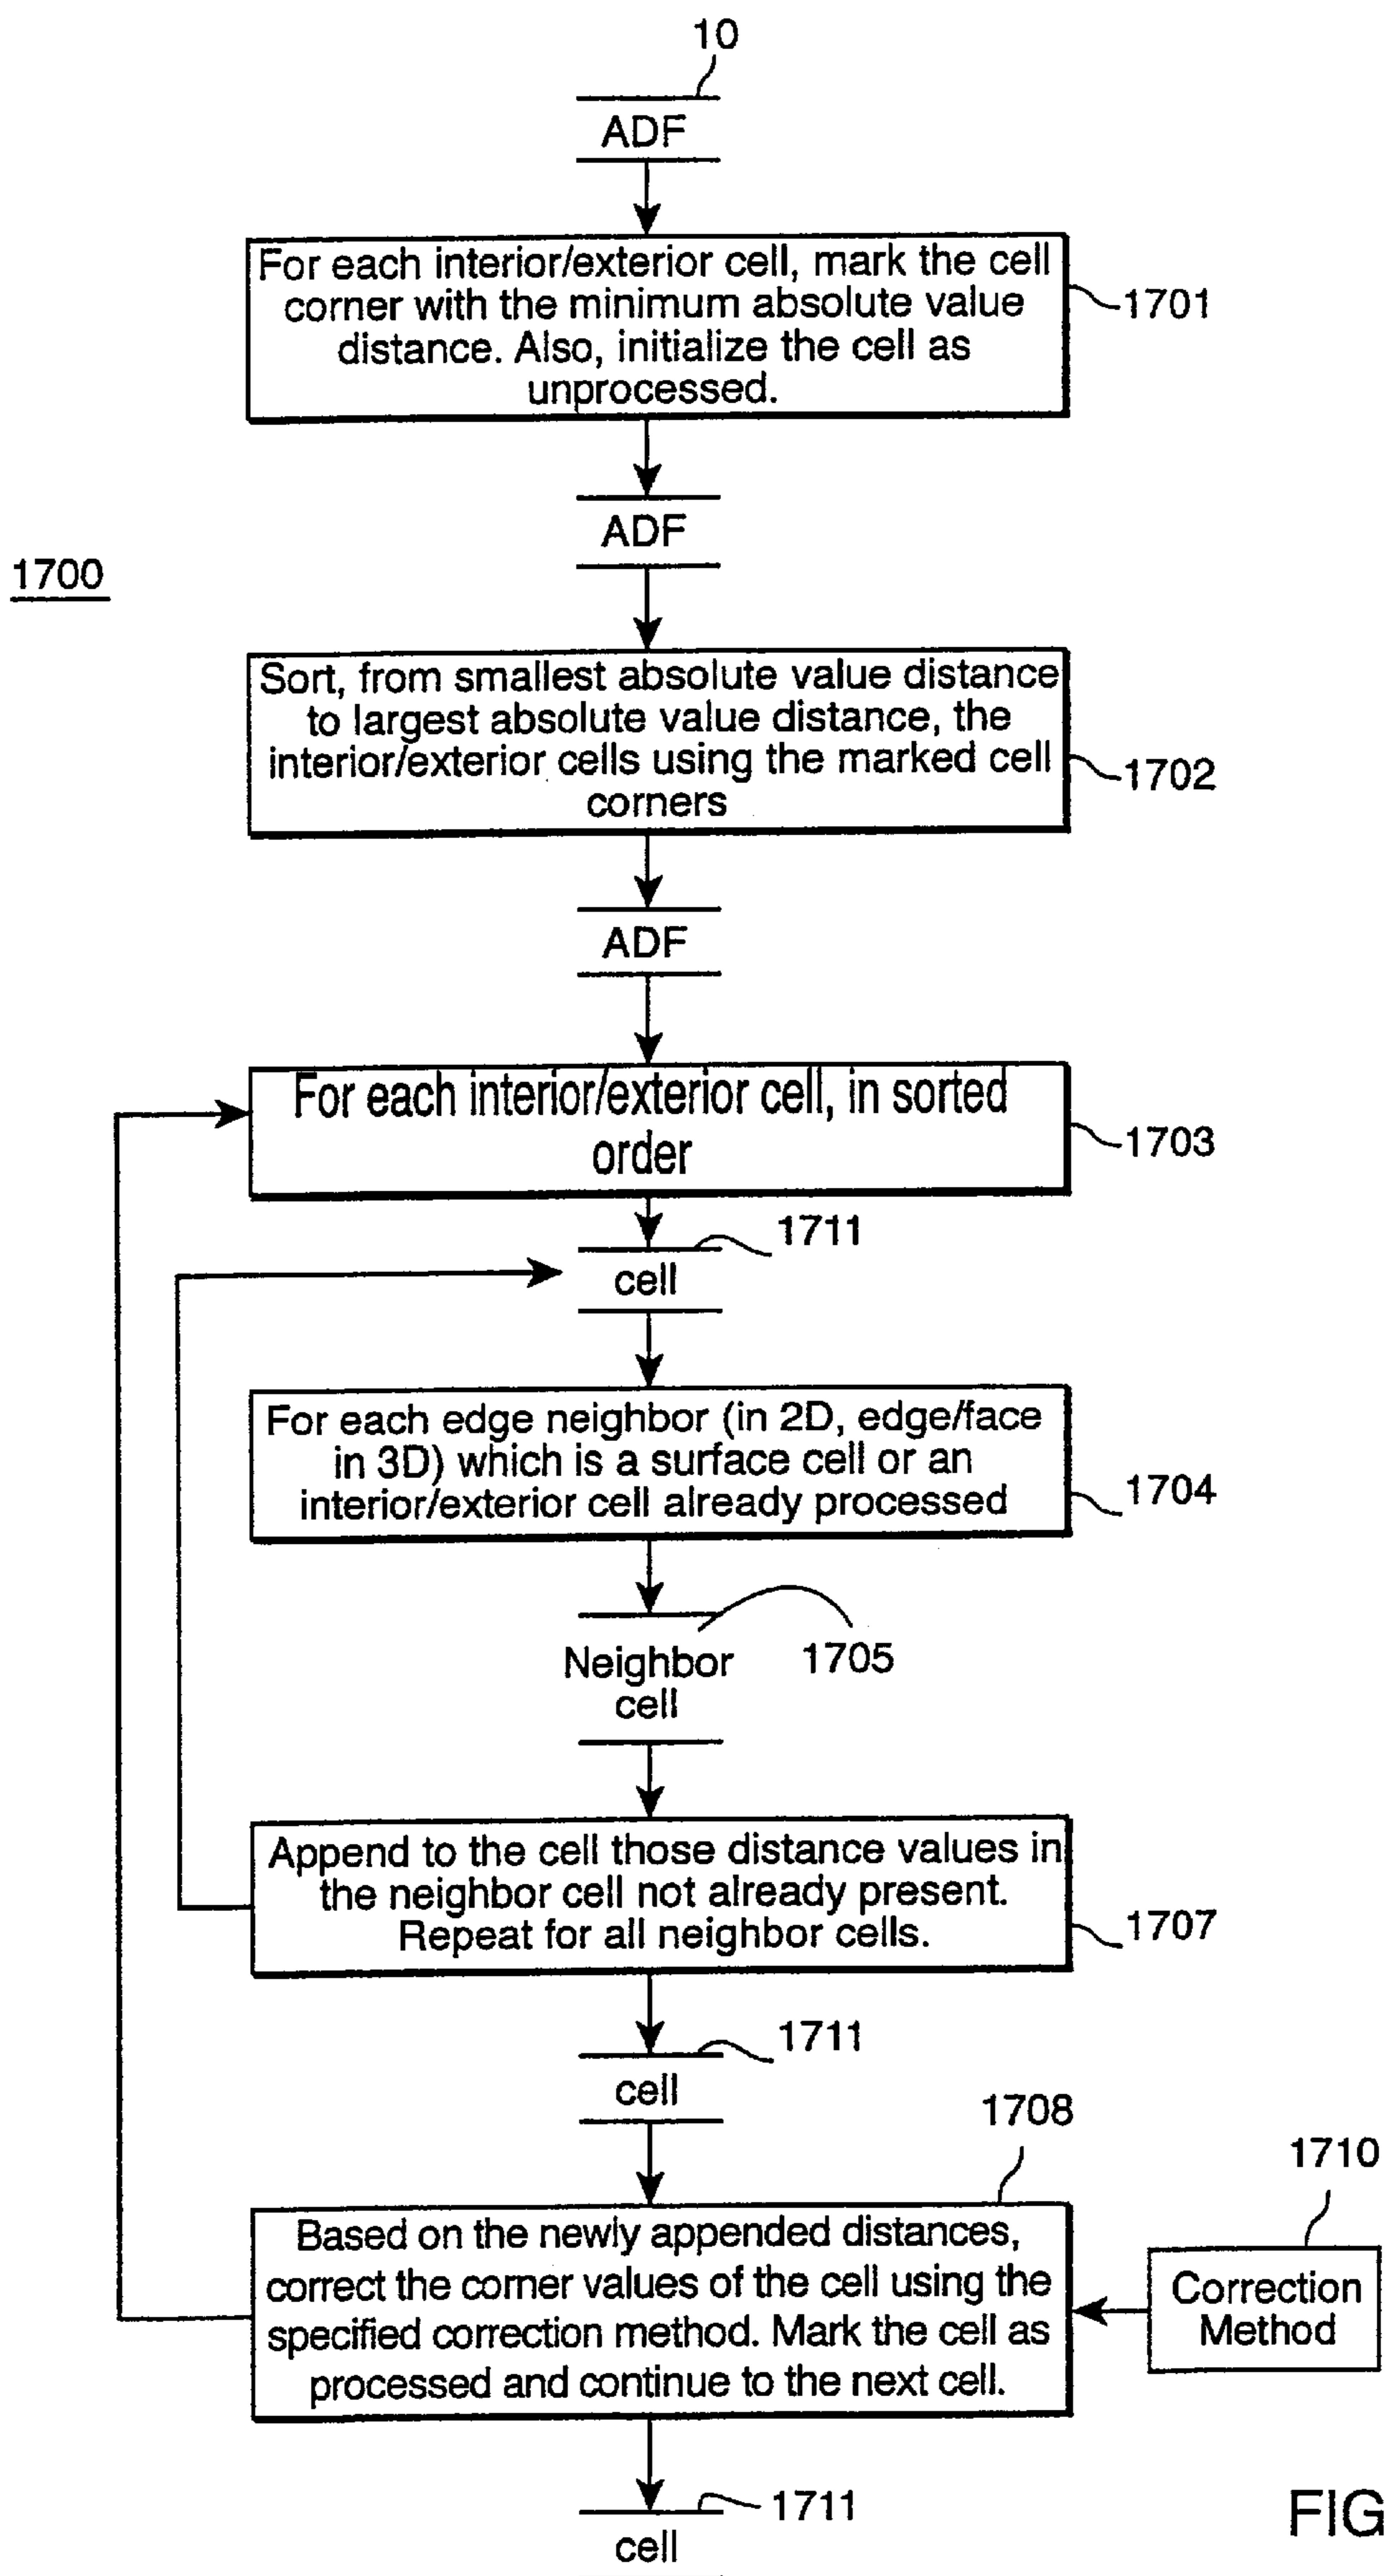 10
ADF
For each interior/exterior cell, mark the cell
corner with the minimum absolute value
distance. Also, initialize the cell as
unprocessed.
1701
ADF
1700
Sort, from smallest absolute value distance
to largest absolute value distance, the
interior/exterior cells using the marked cell
corners
1702
ADF
For each interior/exterior cell, in sorted
order
1703
1711
cell
For each edge neighbor (in 2D, edge/face
in 3D) which is a surface cell or an
interior/exterior cell already processed
1704
Neighbor
cell
1705
Append to the cell those distance values in
the neighbor cell not already present.
Repeat for all neighbor cells.
1707
1711
cell
1708
1710
Based on the newly appended distances,
correct the corner values of the cell using the
specified correction method. Mark the cell as
processed and continue to the next cell.
Correction
Method
1711
cell
FIG